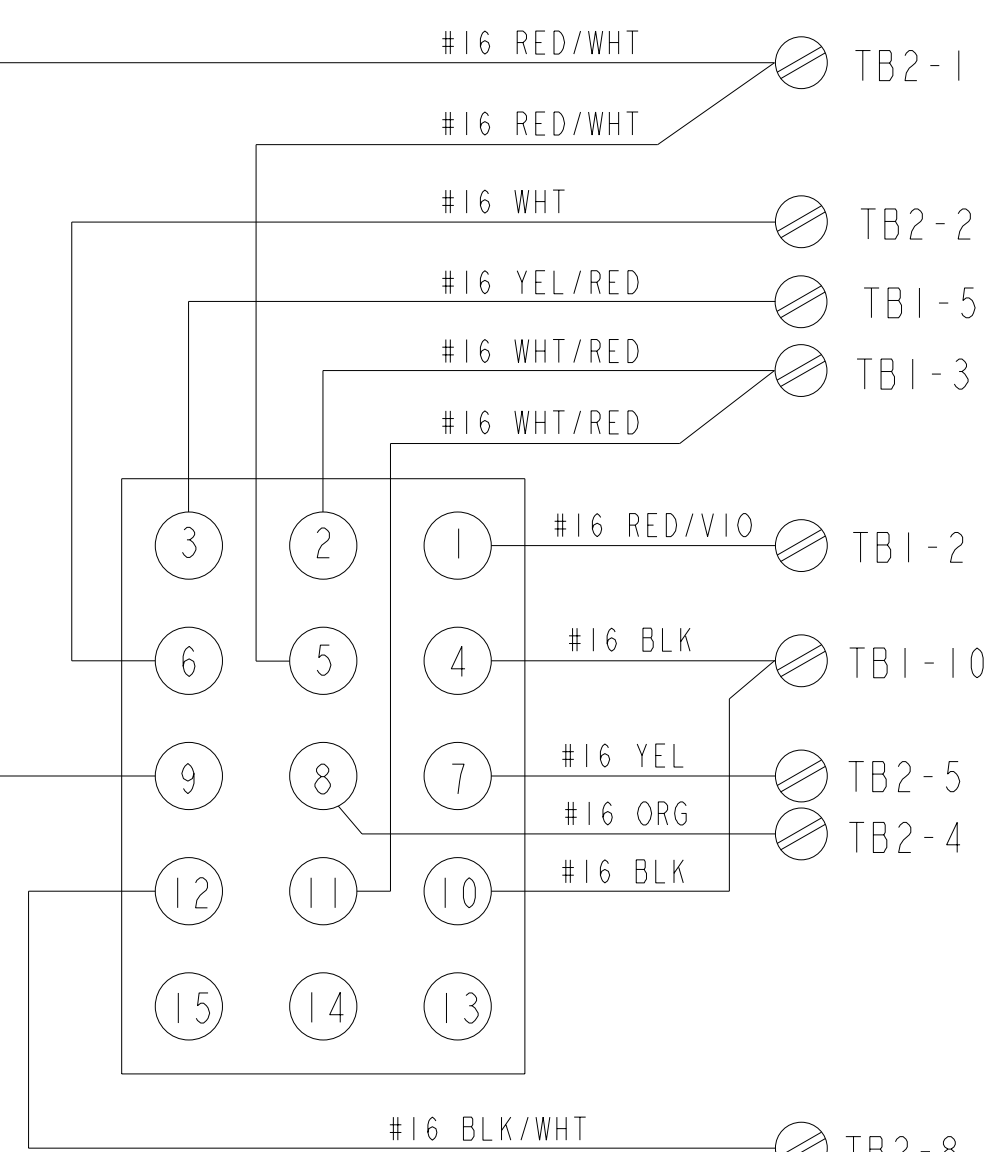 #16 RED/WHT
TB2-1
#16 RED/WHT
#16 WHT
TB2-2
#16 YEL/RED
TB1-5
#16 WHT/RED
TB1-3
#16 WHT/RED
3 2 1
#16 RED/VIO
TB1-2
6 5 4
#16 BLK
TB1-10
9 8 7
#16 YEL
TB2-5
#16 ORG
TB2-4
12 11 10
#16 BLK
15 14 13
#16 BLK/WHT
TB2-8